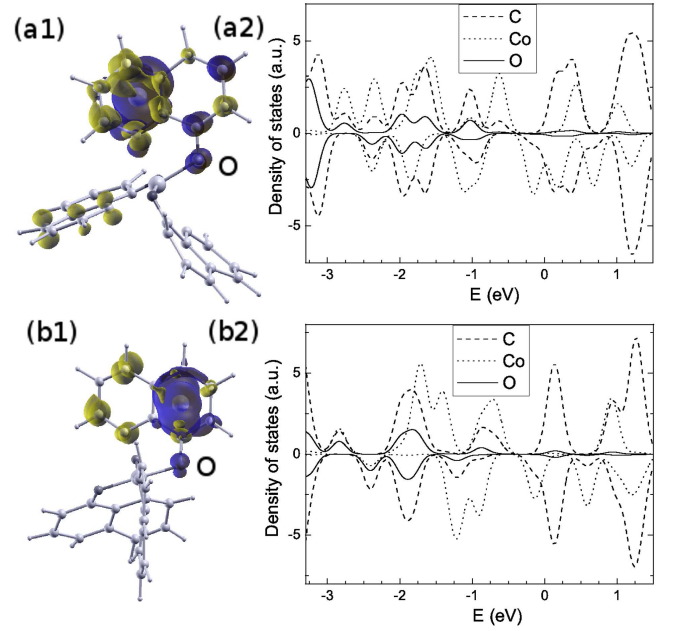 (a1)
(a2)
O
Density of states (a.u.)
5
0
-5
C
Co
O
-3 -2 -1 0 1
E (eV)
(b1)
(b2)
O
Density of states (a.u.)
5
0
-5
C
Co
O
-3 -2 -1 0 1
E (eV)